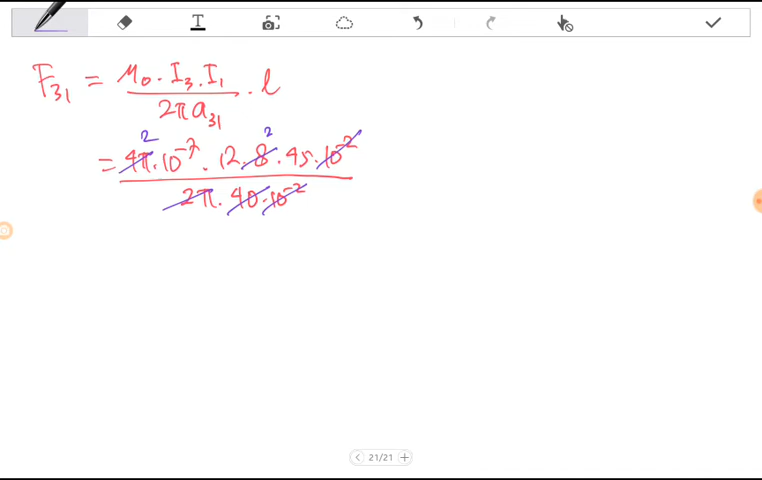 T
F₃₁ = μ₀ . I₃ . I₁ / 2πa₃₁ . l
2 2
= 4π . 10⁻⁷ . 12 . 8 . 45 . 10⁻² / 2π . 40 . 10⁻²
21/21